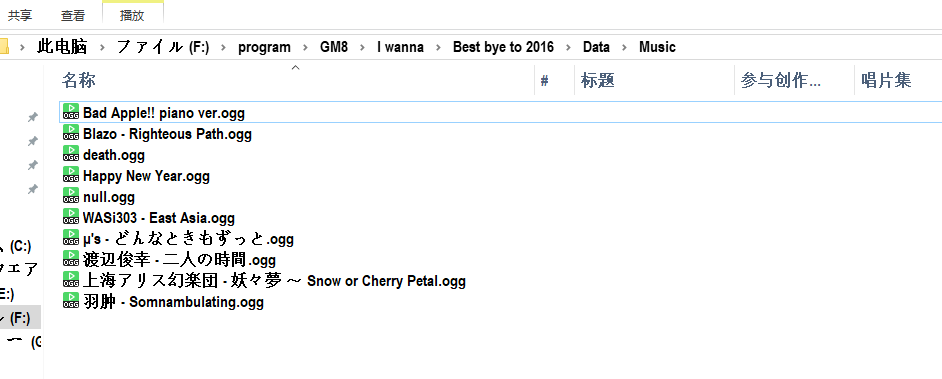 共享 查看 播放
此电脑 ファイル (F:) program GM8 I wanna Best bye to 2016 Data Music
名称 # 标题 参与创作... 唱片集
Bad Apple!! piano ver.ogg
Blazo - Righteous Path.ogg
death.ogg
Happy New Year.ogg
null.ogg
WASi303 - East Asia.ogg
μ's - どんなときもずっと.ogg
(C:)
渡辺俊幸 - 二人の時間.ogg
ウエア
上海アリス幻楽団 - 妖々夢 ～ Snow or Cherry Petal.ogg
E:)
羽肿 - Somnambulating.ogg
(F:)
ー (G